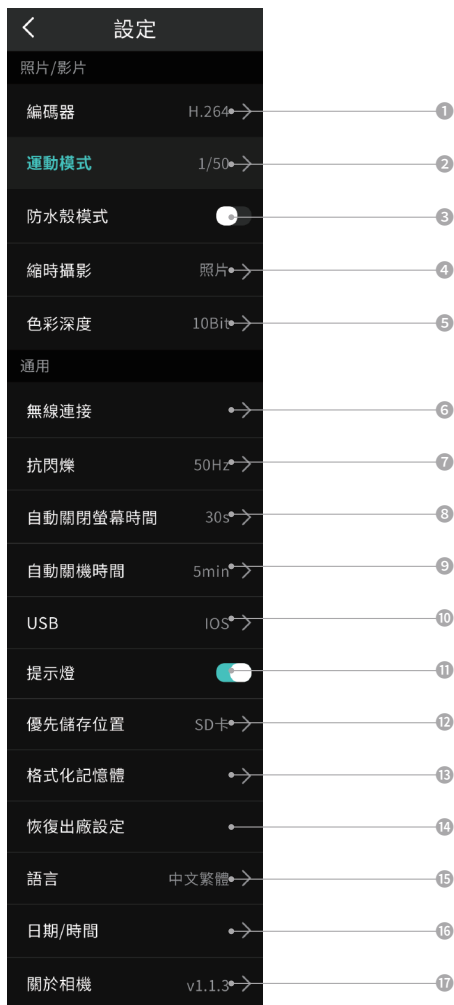 設定
照片/影片
編碼器 H.264 1
運動模式 1/50 2
防水殼模式 3
縮時攝影 照片 4
色彩深度 10Bit 5
通用
無線連接 6
抗閃爍 50Hz 7
自動關閉螢幕時間 30s 8
自動關機時間 5min 9
USB IOS 10
提示燈 11
優先儲存位置 SD卡 12
格式化記憶體 13
恢復出廠設定 14
語言 中文繁體 15
日期/時間 16
關於相機 v1.1.3 17